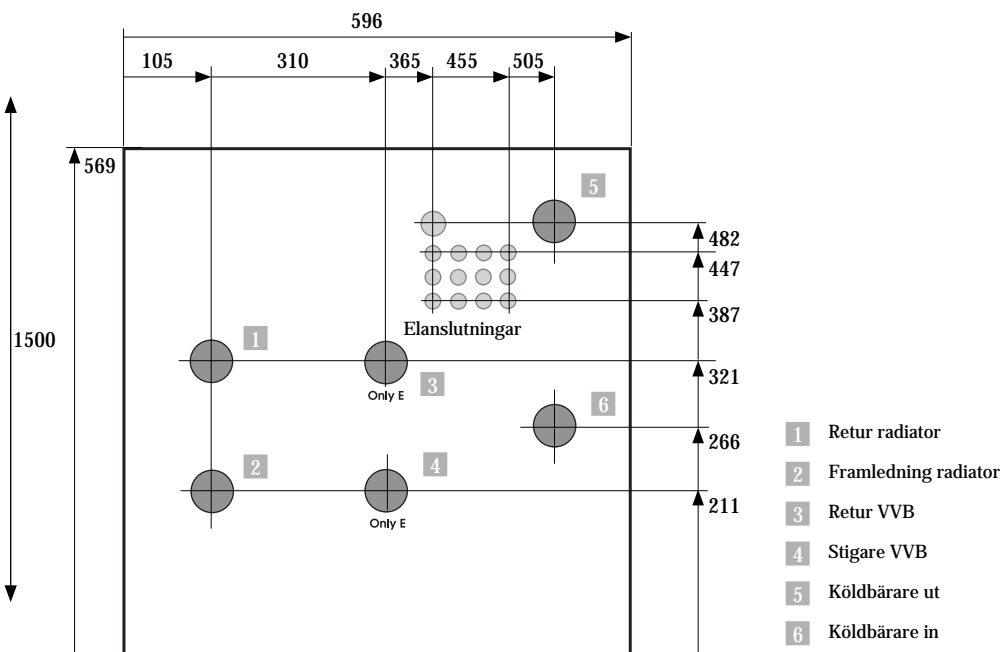 596
105 310 365 455 505
569
5
482
447
387
Elanslutningar
1500
1
321
Only E
3
6
266
2
4
211
Only E
1 Retur radiator
2 Framledning radiator
3 Retur VVB
4 Stigare VVB
5 Köldbärare ut
6 Köldbärare in